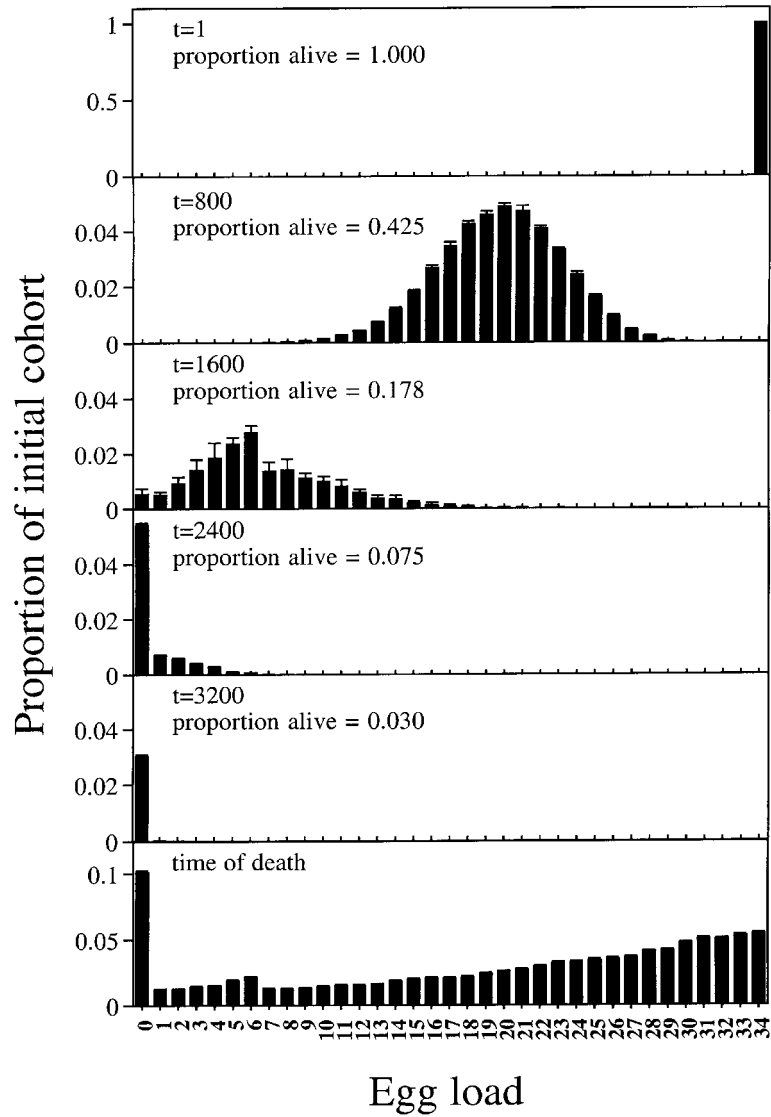 Proportion of initial cohort
1
0.5
0
t=1
proportion alive = 1.000
0.04
0.02
0
t=800
proportion alive = 0.425
0.04
0.02
0
t=1600
proportion alive = 0.178
0.04
0.02
0
t=2400
proportion alive = 0.075
0.04
0.02
0
t=3200
proportion alive = 0.030
0.1
0.05
0
time of death
0 1 2 3 4 5 6 7 8 9 10 11 12 13 14 15 16 17 18 19 20 21 22 23 24 25 26 27 28 29 30 31 32 33 34
Egg load